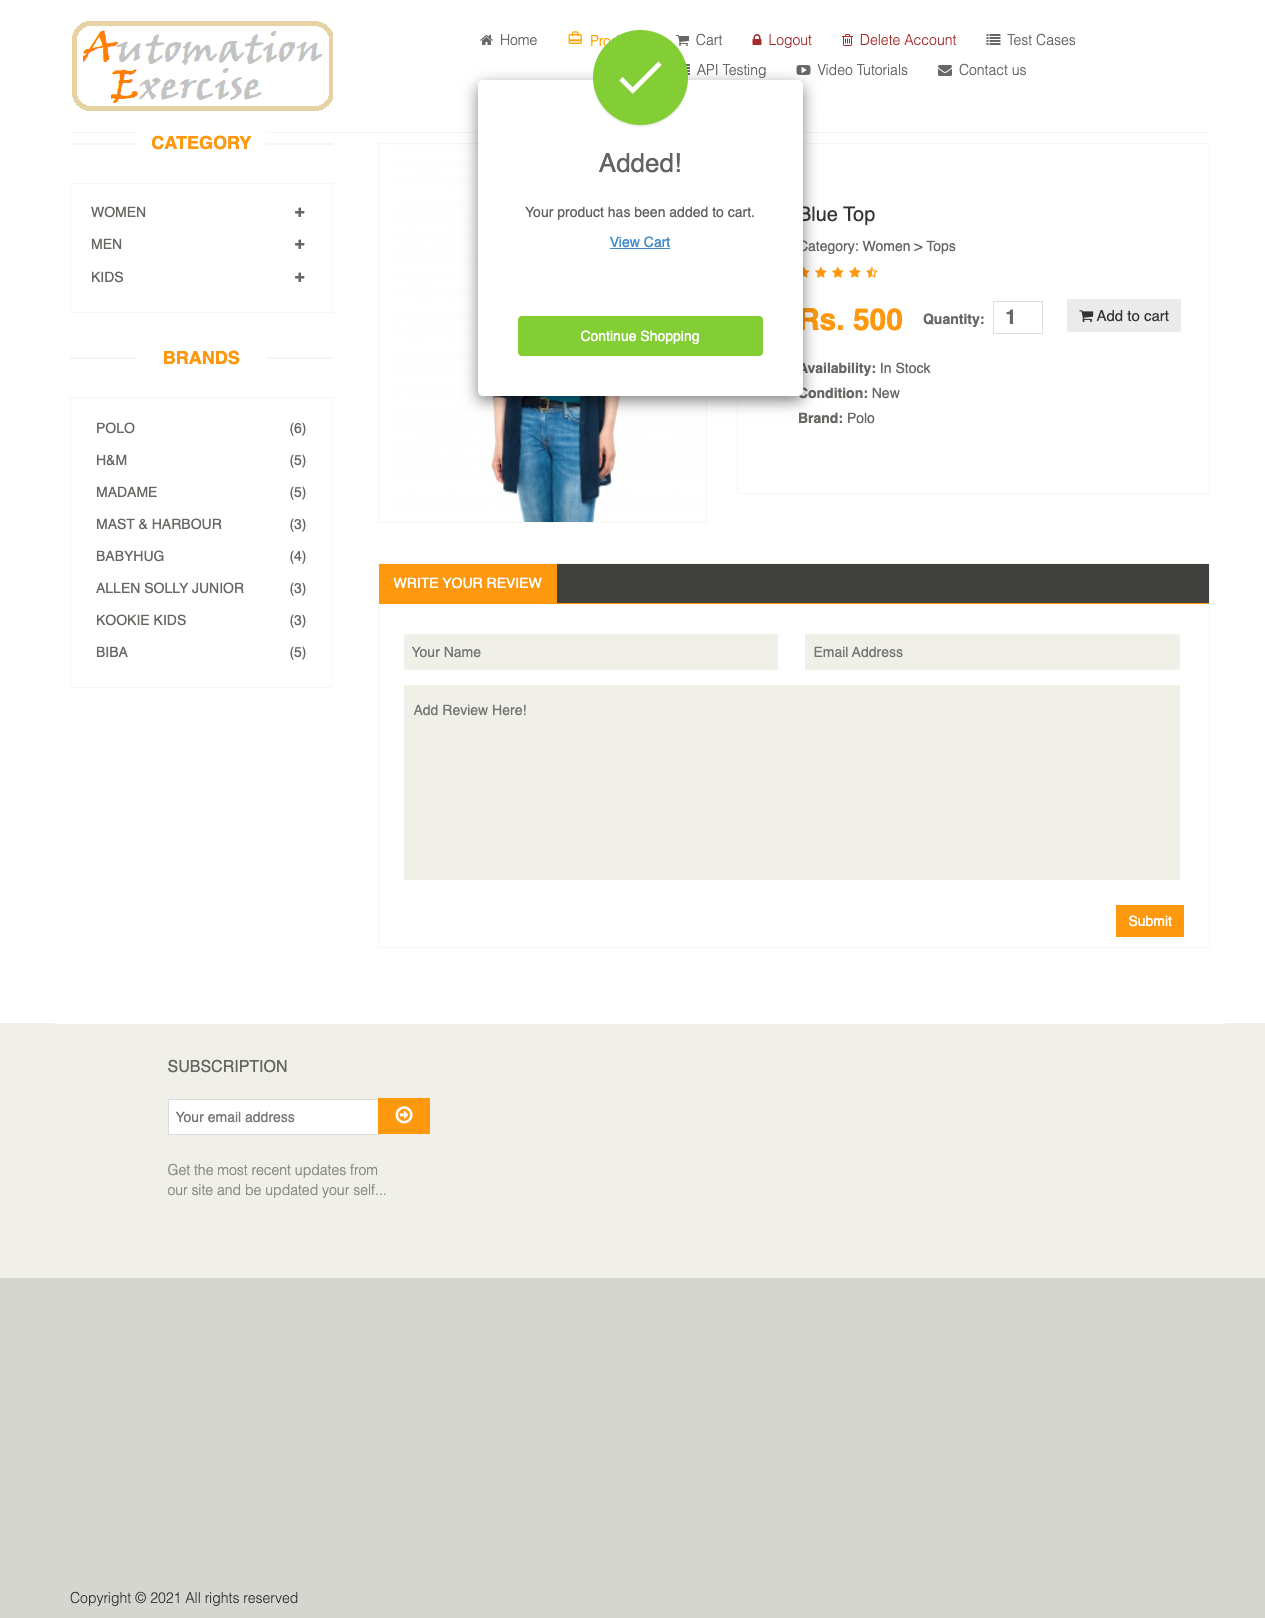 Automation
Exercise
Home
Cart
Logout
Delete Account
Test Cases
API Testing
Video Tutorials
Contact us
CATEGORY
WOMEN
MEN
KIDS
BRANDS
POLO (6)
H&M (5)
MADAME (5)
MAST & HARBOUR (3)
BABYHUG (4)
ALLEN SOLLY JUNIOR (3)
KOOKIE KIDS (3)
BIBA (5)
Added!
Your product has been added to cart.
View Cart
Continue Shopping
Blue Top
Category: Women > Tops
Rs. 500 Quantity: 1 Add to cart
Availability: In Stock
Condition: New
Brand: Polo
WRITE YOUR REVIEW
Your Name
Email Address
Add Review Here!
Submit
SUBSCRIPTION
Your email address
Get the most recent updates from
our site and be updated your self...
Copyright © 2021 All rights reserved